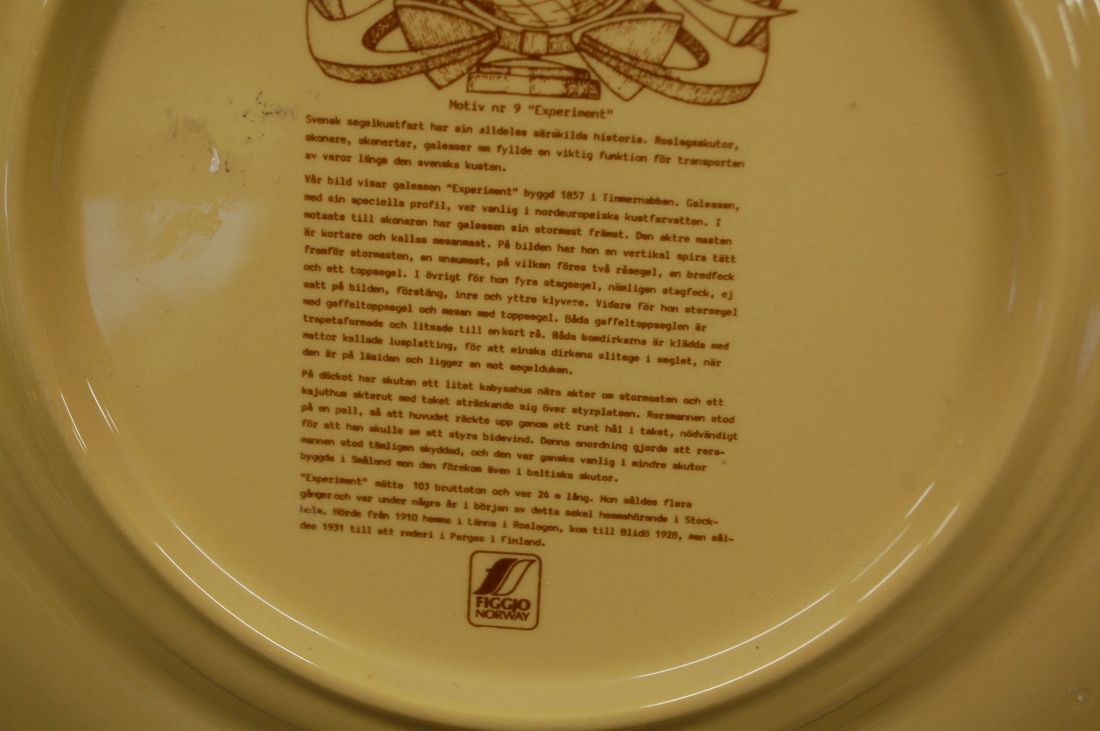 Motiv nr 9 "Experiment"
Svensk segelkustfart har sin alldeles särskilda historia. Roslagsskutor,
skonare, skonerter, galeaser mm fyllde en viktig funktion för transporten
av varor längs den svenska kusten.
Vår bild visar galeasen "Experiment" byggd 1857 i Timmernabben. Galeasen,
med sin speciella profil, var vanlig i nordeuropeiska kustfarvatten. I
motsats till skonaren har galeasen sin stormast främst. Den aktre masten
är kortare och kallas mesanmast. På bilden har hon en vertikal spira tätt
framför stormasten, en snaumast, på vilken föres två råsegel, en bredfock
och ett toppsegel. I övrigt för hon fyra stagsegel, nämligen stagfock, ej
satt på bilden, förstäng, inre och yttre klyvare. Vidare för hon storsegel
med gaffeltoppsegel och mesan med toppsegel. Båda gaffeltoppseglen är
trapetsformade och litsade till en kort rå. Båda bomdirkarna är klädda med
mattor kallade lusplatting, för att minska dirkens slitage i seglet, när
den är på läsidan och ligger an mot segelduken.
På däcket har skutan ett litet kabysshus nära akter om stormasten och ett
kajuthus akterut med taket sträckande sig över styrplatsen. Rorsmannen stod
på en pall, så att huvudet räckte upp genom ett runt hål i taket, nödvändigt
för att han skulle se att styra bidevind. Denna anordning gjorde att rors-
mannen stod tämligen skyddad, och den var ganska vanlig i mindre skutor
byggda i Småland men den förekom även i baltiska skutor.
"Experiment" mätte 103 bruttoton och var 24 m lång. Hon såldes flera
gånger och var under några år i början av detta sekel hemmahörande i Stock-
holm. Hörde från 1910 hemma i Länna i Roslagen, kom till Blidö 1928, men sål-
des 1931 till ett rederi i Pargas i Finland.
FIGGJO
NORWAY